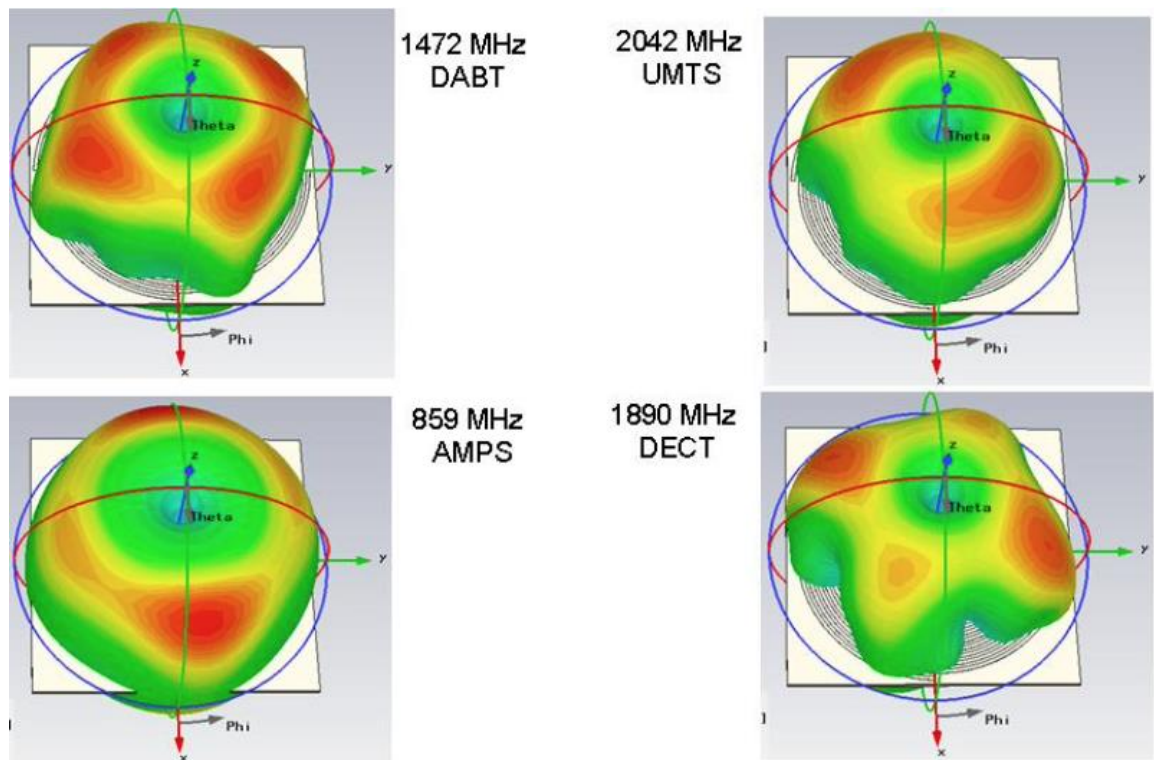 1472 MHz
DABT
2042 MHz
UMTS
z
Theta
y
Phi
x
z
Theta
y
Phi
x
859 MHz
AMPS
1890 MHz
DECT
z
Theta
y
Phi
x
z
Theta
y
Phi
x